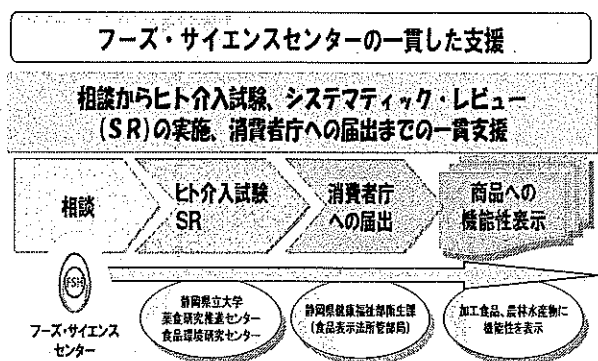 フーズ・サイエンスセンターの一貫した支援
相談からヒト介入試験、システマティック・レビュー
(SR)の実施、消費者庁への届出までの一貫支援
相談
ヒト介入試験
SR
消費者庁
への届出
商品への
機能性表示
FSH
フーズ・サイエンス
センター
静岡県立大学
薬食研究推進センター
食品環境研究センター
静岡県健康福祉部衛生課
(食品表示法所管部局)
加工食品、農林水産物に
機能性を表示